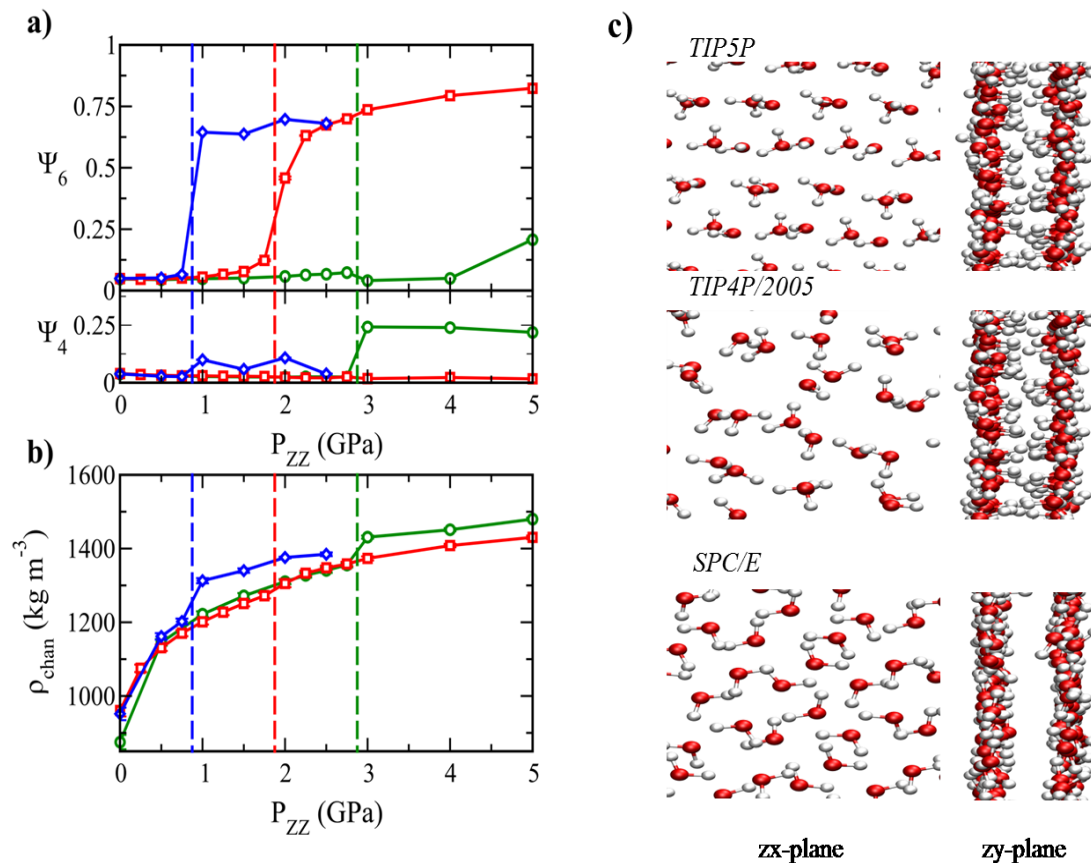 a)
1
0.75
Ψ6
0.5
0.25
0
Ψ4
0.25
0
0 1 2 3 4 5
PZZ (GPa)
b)
1600
1400
ρchan (kg m-3)
1200
1000
0 1 2 3 4 5
PZZ (GPa)
c)
TIP5P
TIP4P/2005
SPC/E
zx-plane zy-plane